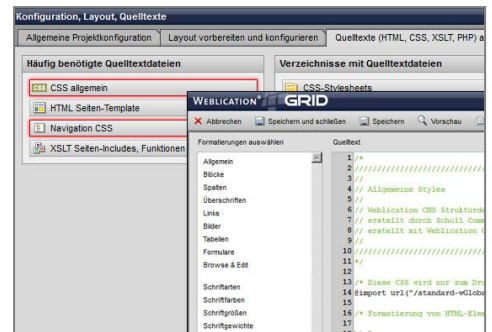 Konfiguration, Layout, Quelltexte
Allgemeine Projektkonfiguration
Layout vorbereiten und konfigurieren
Quelltexte (HTML, CSS, XSLT, PHP) a
Häufig benötigte Quelltextdateien
Verzeichnisse mit Quelltextdateien
CSS allgemein
CSS-Stylesheets
HTML Seiten-Template
Navigation CSS
XSLT Seiten-Includes, Funktionen
WEBLICATION® GRID
Abbrechen
Speichern und schließen
Speichern
Vorschau
Formatierungen auswählen
Quelltext
Allgemein
Blöcke
Spalten
Überschriften
Links
Bilder
Tabellen
Formulare
Browse & Edit
Schriftarten
Schriftfarben
Schriftgrößen
Schriftgewichte
1 /*
2 ////////////////////////////
3 //
4 // Allgemeine Styles
5 //
6 // Weblication CMS Strukturde
7 // erstellt durch Scholl Comm
8 // erstellt mit Weblication G
9 //
10 ////////////////////////////
11 */
12
13 /* Diese CSS wird nur zum Dru
14 @import url("/standard-wGloba
15
16 /* Formatierung von HTML-Elem
17